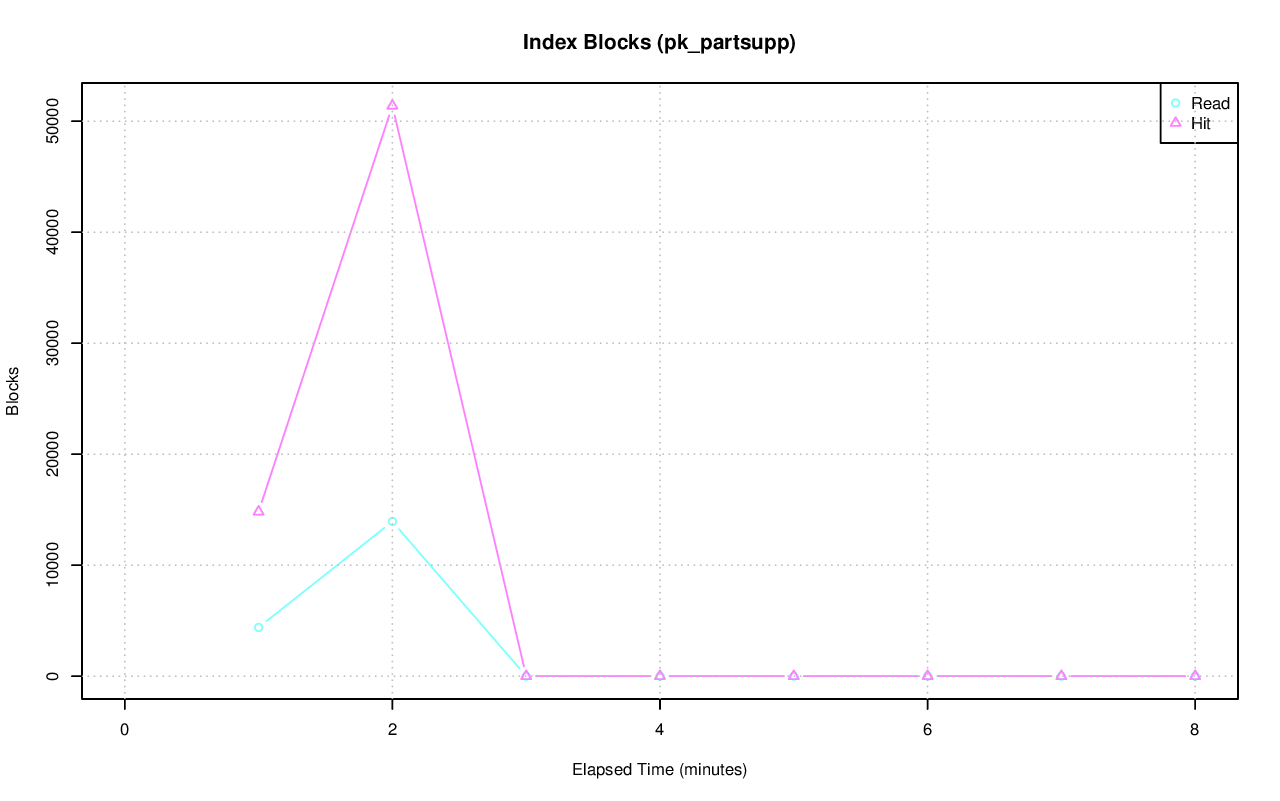 Index Blocks (pk_partsupp)
Read
Hit
50000
40000
30000
20000
10000
0
Blocks
0 2 4 6 8
Elapsed Time (minutes)